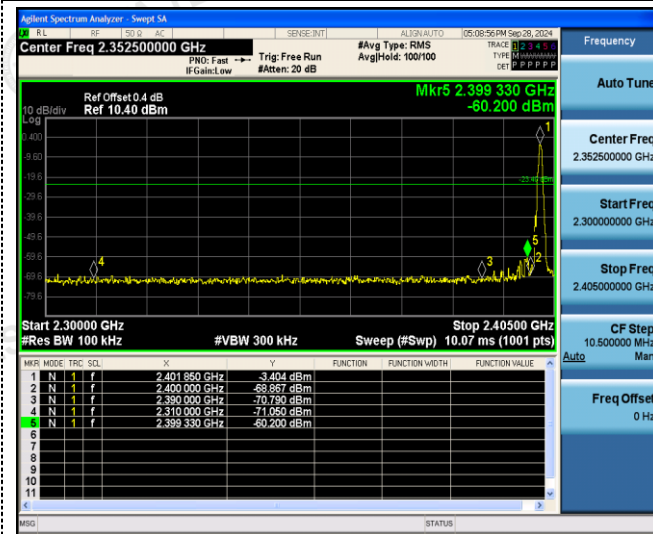 Agilent Spectrum Analyzer - Swept SA
RL RF 50 Ω AC SENSE:INT ALIGNAUTO 05:08:56PM Sep 28, 2024
Center Freq 2.352500000 GHz
PNO: Fast
IFGain:Low
Trig: Free Run
#Atten: 20 dB
#Avg Type: RMS
Avg|Hold: 100/100
TRACE 1 2 3 4 5 6
TYPE M
DET P P P P P P
Ref Offset 0.4 dB
Ref 10.40 dBm
10 dB/div
Log
Mkr5 2.399 330 GHz
-60.200 dBm
0.400
-9.60
-19.6
-29.6
-39.6
-49.6
-59.6
-69.6
-79.6
1
5
2
3
4
Start 2.30000 GHz
Stop 2.40500 GHz
#Res BW 100 kHz #VBW 300 kHz Sweep (#Swp) 10.07 ms (1001 pts)
MKR MODE TRC SCL X Y FUNCTION FUNCTION WIDTH FUNCTION VALUE
1 N 1 f 2.401 850 GHz -3.404 dBm
2 N 1 f 2.400 000 GHz -68.867 dBm
3 N 1 f 2.390 000 GHz -70.790 dBm
4 N 1 f 2.310 000 GHz -71.050 dBm
5 N 1 f 2.399 330 GHz -60.200 dBm
6
7
8
9
10
11
MSG STATUS
Frequency
Auto Tune
Center Freq
2.352500000 GHz
Start Freq
2.300000000 GHz
Stop Freq
2.405000000 GHz
CF Step
10.500000 MHz
Auto Man
Freq Offset
0 Hz